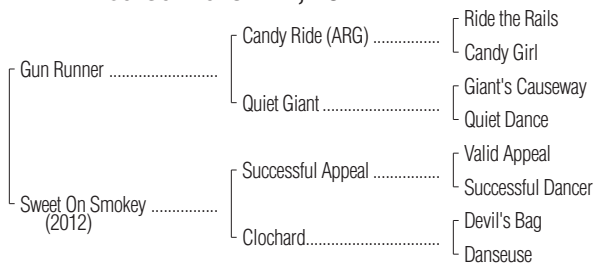 Ride the Rails
Candy Ride (ARG) ................
Candy Girl
Gun Runner ..........................
Giant's Causeway
Quiet Giant............................
Quiet Dance
Valid Appeal
Successful Appeal ................
Successful Dancer
Sweet On Smokey ................
(2012)
Devil's Bag
Clochard................................
Danseuse